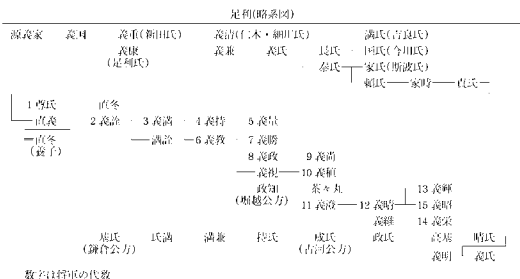 足利(略系図)
源義家 義国 義重(新田氏) 義清(仁木・細川氏) 満氏(吉良氏)
義康 義兼 義氏 長氏 国氏(今川氏)
(足利氏) 泰氏 家氏(斯波氏)
頼氏 家時 貞氏
1 尊氏 直冬
直義 2 義詮 3 義満 4 義持 5 義量
直冬 満詮 6 義教 7 義勝
(養子) 8 義政 9 義尚
義視 10 義稙
政知 茶々丸 13 義輝
(堀越公方) 11 義澄 12 義晴 15 義昭
義維 14 義栄
基氏 氏満 満兼 持氏 成氏 政氏 高基 晴氏
(鎌倉公方) (古河公方) 義明 義氏
数字は将軍の代数